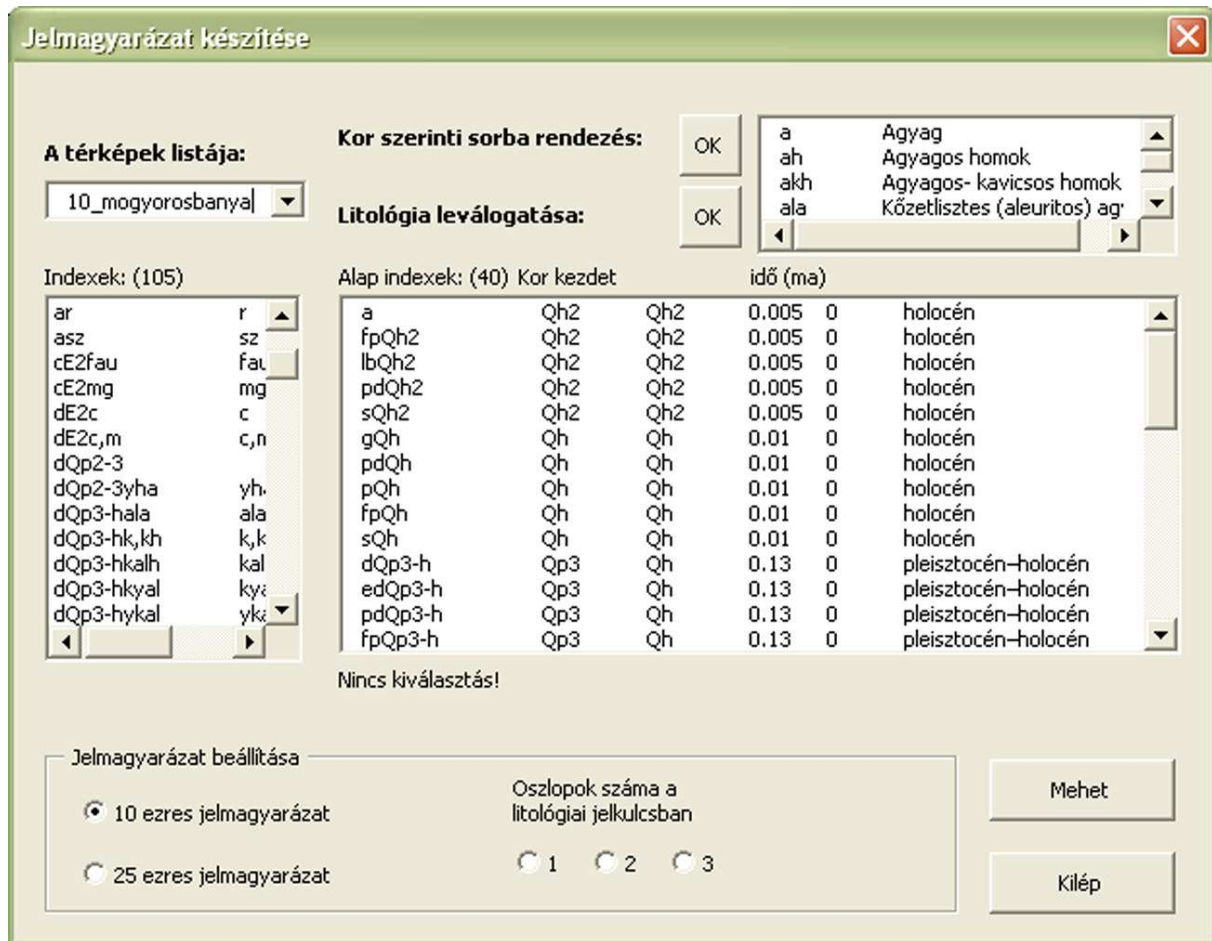 Jelmagyarázat készítése
A térképek listája:
10_mogyorosbanya
Kor szerinti sorba rendezés:
OK
Litológia leválogatása:
OK
a Agyag
ah Agyagos homok
akh Agyagos- kavicsos homok
ala Kőzetlisztes (aleuritos) ag
Indexek: (105)
ar r
asz sz
cE2fau fau
cE2mg mg
dE2c c
dE2c,m c,m
dQp2-3
dQp2-3yha yh
dQp3-hala ala
dQp3-hk,kh k,k
dQp3-hkalh kal
dQp3-hkyal kya
dQp3-hykal yka
Alap indexek: (40) Kor kezdet idő (ma)
a Qh2 Qh2 0.005 0 holocén
fpQh2 Qh2 Qh2 0.005 0 holocén
lbQh2 Qh2 Qh2 0.005 0 holocén
pdQh2 Qh2 Qh2 0.005 0 holocén
sQh2 Qh2 Qh2 0.005 0 holocén
gQh Qh Qh 0.01 0 holocén
pdQh Qh Qh 0.01 0 holocén
pQh Qh Qh 0.01 0 holocén
fpQh Qh Qh 0.01 0 holocén
sQh Qh Qh 0.01 0 holocén
dQp3-h Qp3 Qh 0.13 0 pleisztocén–holocén
edQp3-h Qp3 Qh 0.13 0 pleisztocén–holocén
pdQp3-h Qp3 Qh 0.13 0 pleisztocén–holocén
fpQp3-h Qp3 Qh 0.13 0 pleisztocén–holocén
Nincs kiválasztás!
Jelmagyarázat beállítása
10 ezres jelmagyarázat
25 ezres jelmagyarázat
Oszlopok száma a
litológiai jelkulcsban
1 2 3
Mehet
Kilép